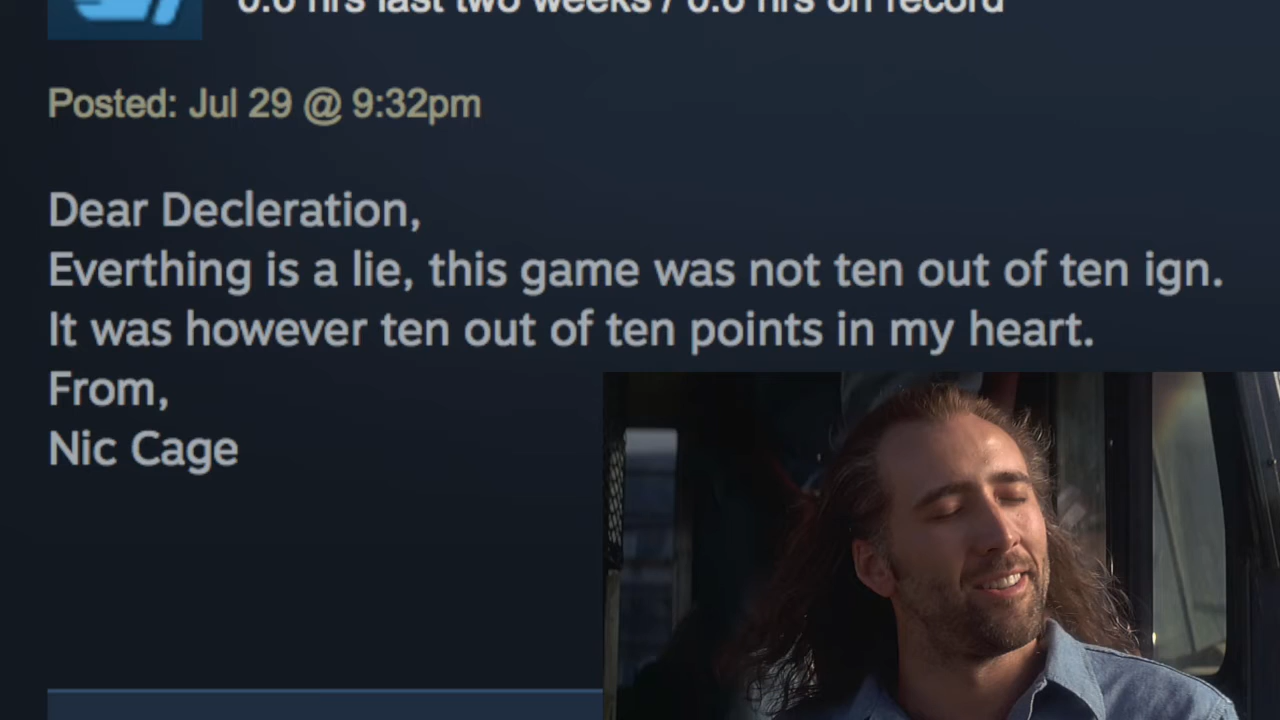 0.6 hrs last two weeks / 0.6 hrs on record
Posted: Jul 29 @ 9:32pm
Dear Decleration,
Everthing is a lie, this game was not ten out of ten ign.
It was however ten out of ten points in my heart.
From,
Nic Cage